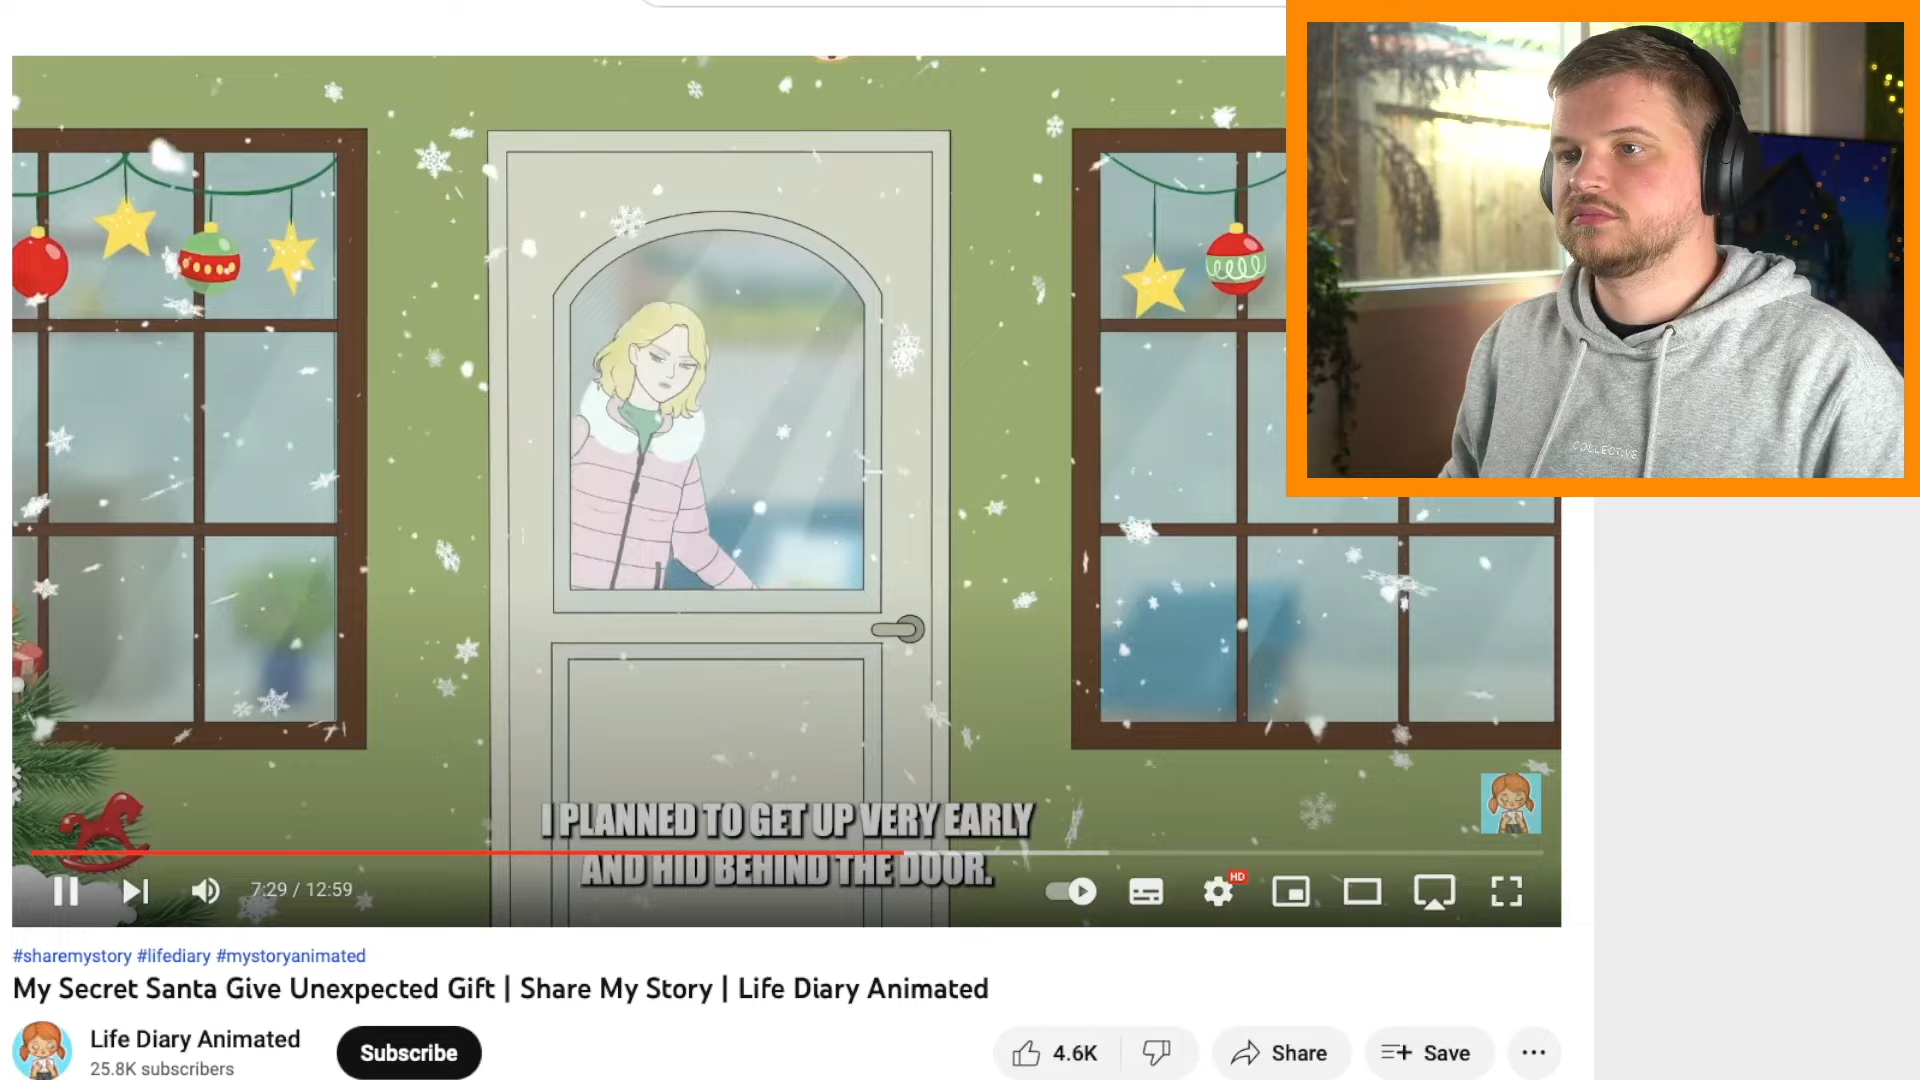 COLLECTIVE
I PLANNED TO GET UP VERY EARLY
AND HID BEHIND THE DOOR.
7:29 / 12:59
HD
#sharemystory #lifediary #mystoryanimated
My Secret Santa Give Unexpected Gift | Share My Story | Life Diary Animated
Life Diary Animated
25.8K subscribers
Subscribe
4.6K
Share
Save